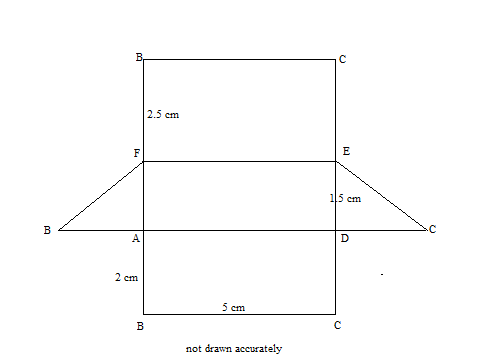 B C
2.5 cm
F E
1.5 cm
B A D C
2 cm
5 cm
B C
not drawn accurately